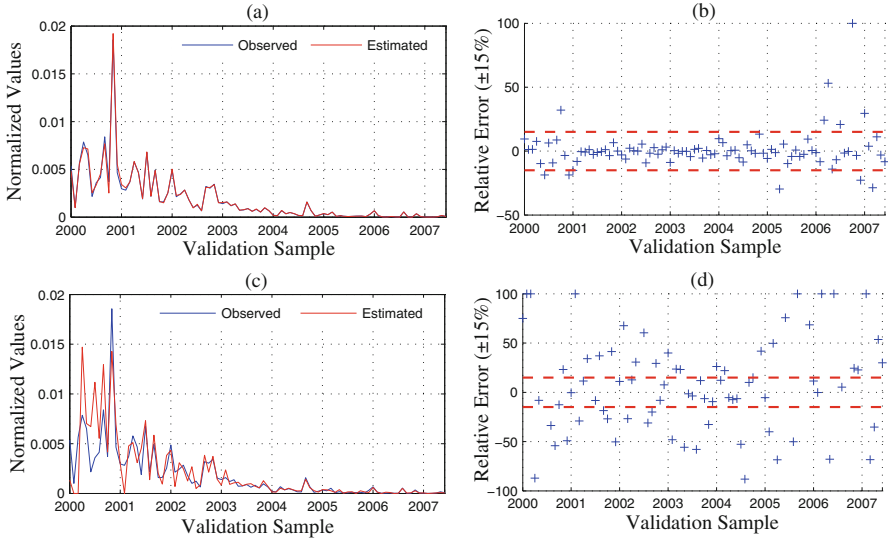 (a)
Normalized Values
0.02
0.015
0.01
0.005
0
Observed
Estimated
2000 2001 2002 2003 2004 2005 2006 2007
Validation Sample
(b)
Relative Error (±15%)
100
50
0
−50
2000 2001 2002 2003 2004 2005 2006 2007
Validation Sample
(c)
Normalized Values
0.02
0.015
0.01
0.005
0
Observed
Estimated
2000 2001 2002 2003 2004 2005 2006 2007
Validation Sample
(d)
Relative Error (±15%)
100
50
0
−50
−100
2000 2001 2002 2003 2004 2005 2006 2007
Validation Sample